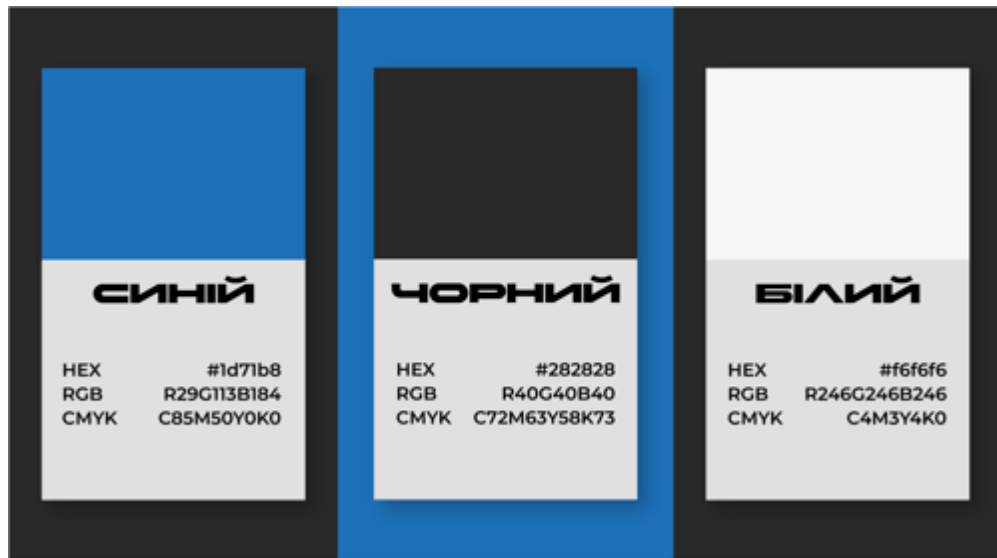 СИНІЙ
HEX #1d71b8
RGB R29G113B184
CMYK C85M50Y0K0
ЧОРНИЙ
HEX #282828
RGB R40G40B40
CMYK C72M63Y58K73
БІЛИЙ
HEX #f6f6f6
RGB R246G246B246
CMYK C4M3Y4K0